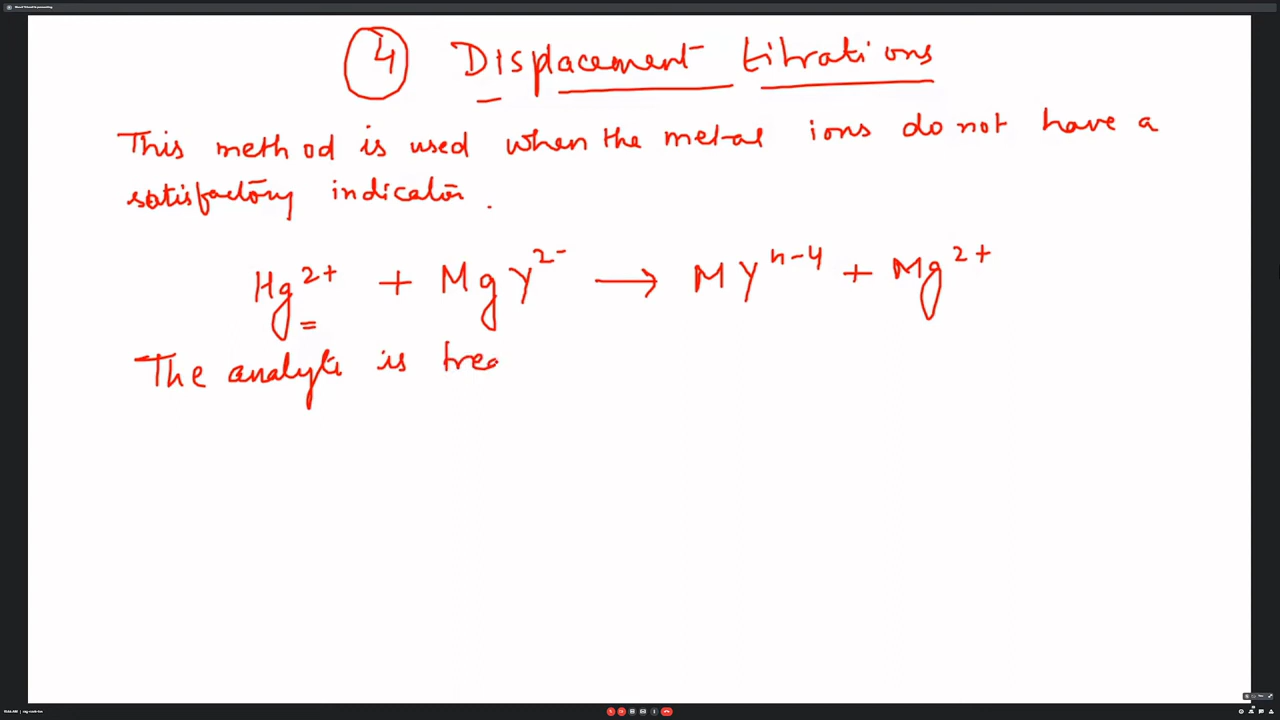 4 Displacement titrations
This method is used when the metal ions do not have a
satisfactory indicator.
Hg²⁺ + MgY²⁻ → MYⁿ⁻⁴ + Mg²⁺
The analyte is trea